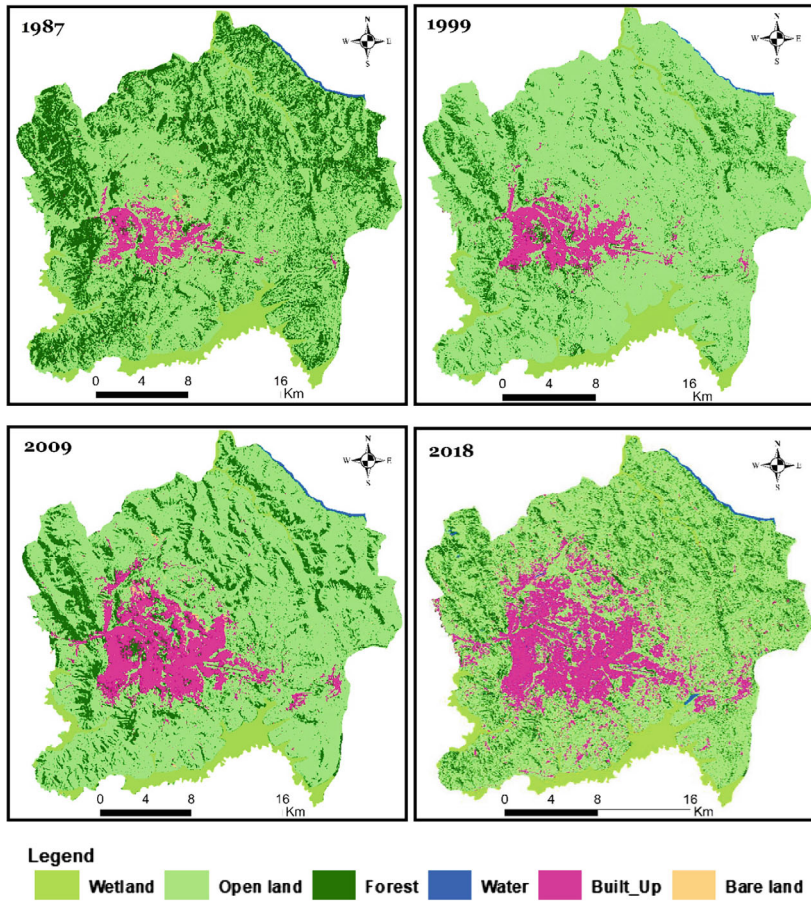 1987
N
W E
S
0 4 8 16
Km
1999
N
W E
S
0 4 8 16
Km
2009
N
W E
S
0 4 8 16
Km
2018
N
W E
S
0 4 8 16
Km
Legend
Wetland Open land Forest Water Built_Up Bare land